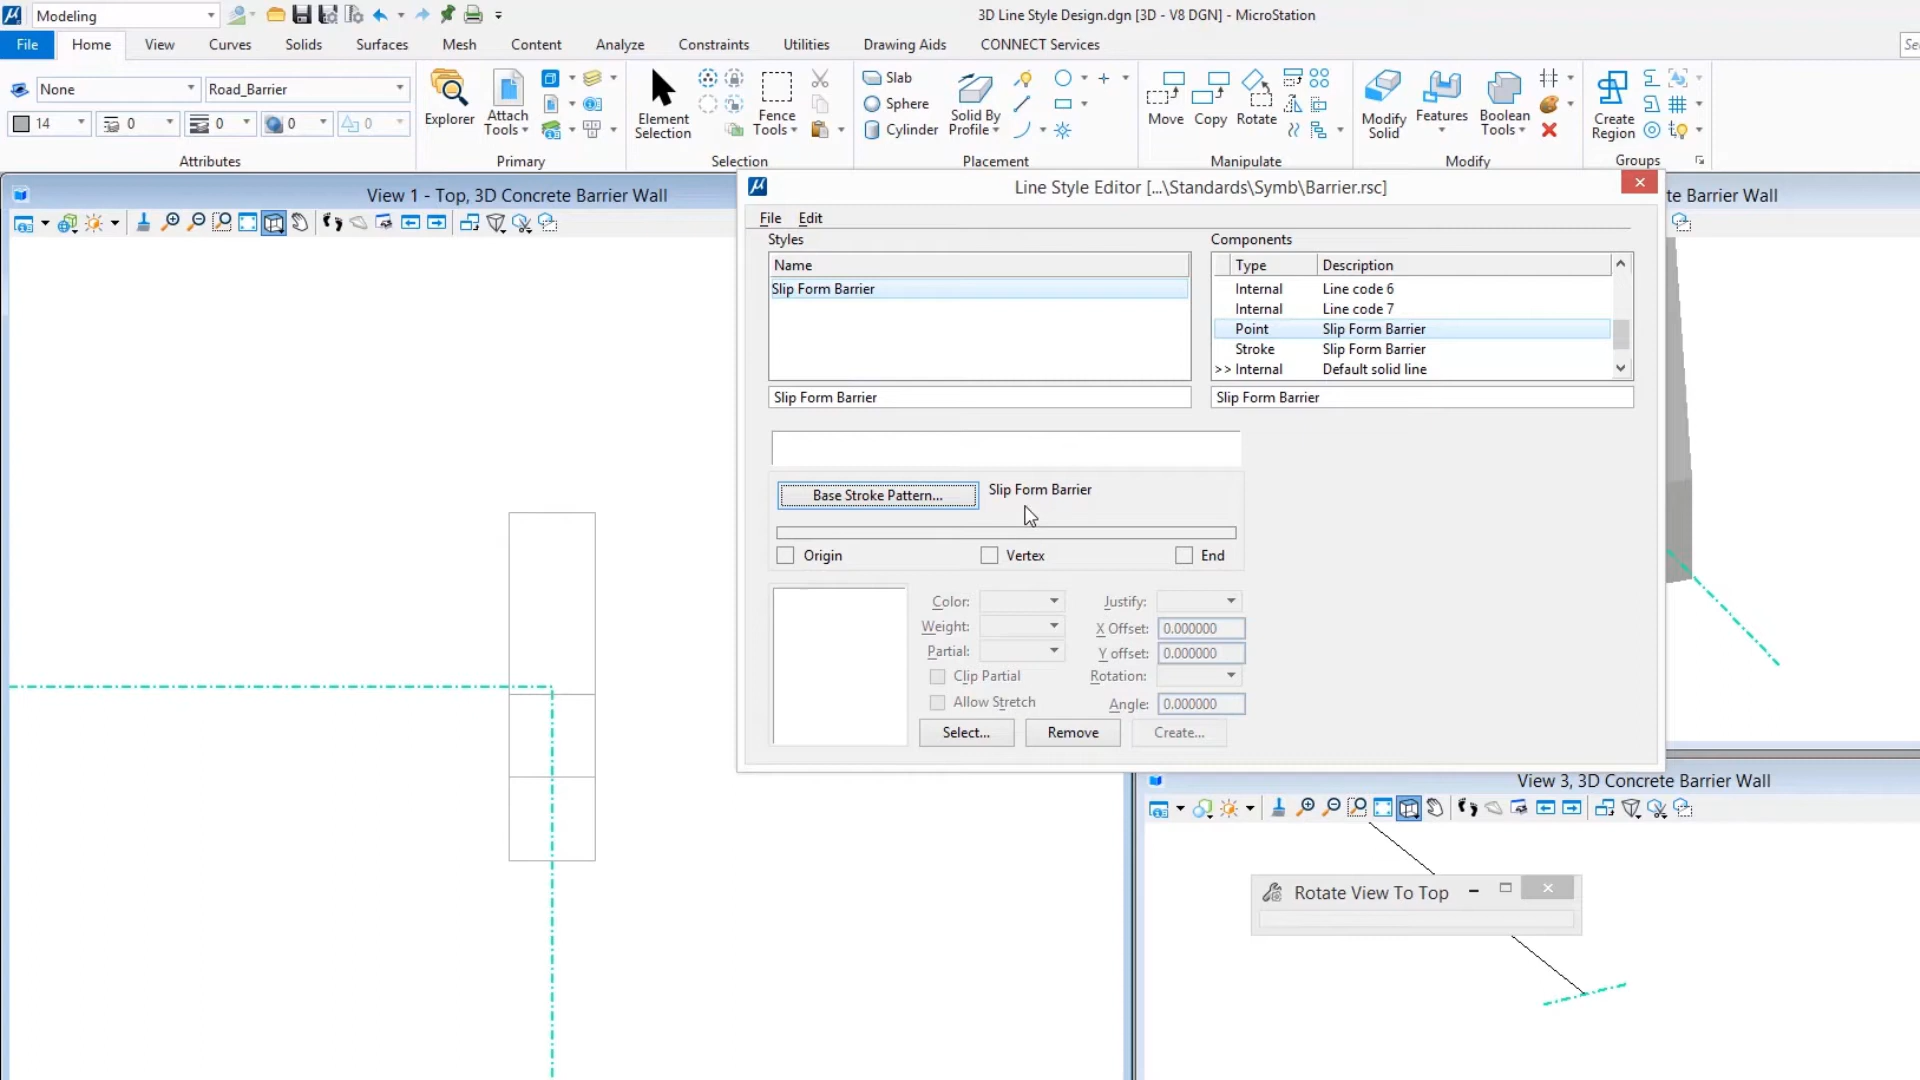 Modeling
3D Line Style Design.dgn [3D - V8 DGN] - MicroStation
File Home View Curves Solids Surfaces Mesh Content Analyze Constraints Utilities Drawing Aids CONNECT Services
None Road_Barrier
14 0 0 0 0
Attributes
Explorer
Attach Tools
Primary
Element Selection
Fence Tools
Selection
Slab
Sphere
Cylinder
Solid By Profile
Placement
Move Copy Rotate
Manipulate
Modify Solid
Features
Boolean Tools
Modify
Create Region
Groups
View 1 - Top, 3D Concrete Barrier Wall
te Barrier Wall
Line Style Editor [...\Standards\Symb\Barrier.rsc]
File Edit
Styles
Name
Slip Form Barrier
Slip Form Barrier
Components
Type Description
Internal Line code 6
Internal Line code 7
Point Slip Form Barrier
Stroke Slip Form Barrier
>> Internal Default solid line
Slip Form Barrier
Base Stroke Pattern... Slip Form Barrier
Origin Vertex End
Color: Justify:
Weight: X Offset: 0.000000
Partial: Y offset: 0.000000
Clip Partial Rotation:
Allow Stretch Angle: 0.000000
Select... Remove Create...
View 3, 3D Concrete Barrier Wall
Rotate View To Top